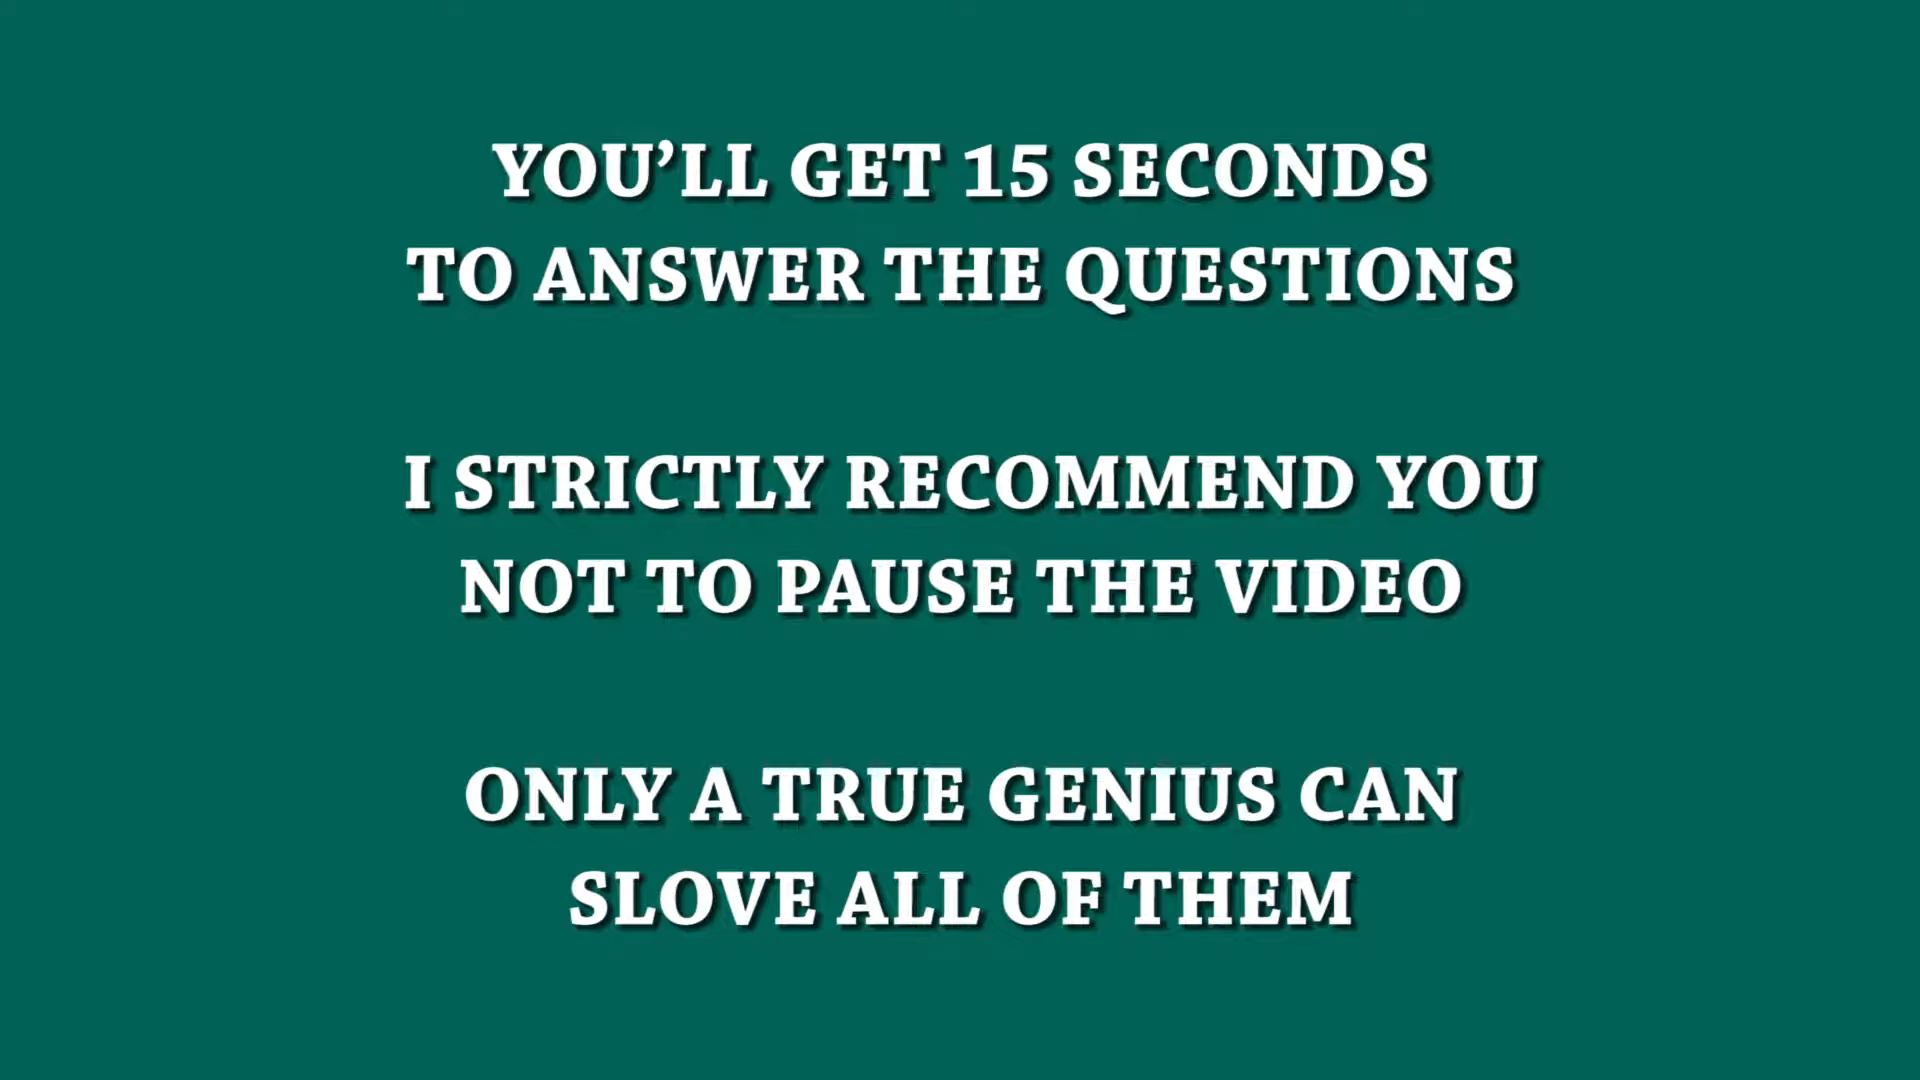 YOU’LL GET 15 SECONDS
TO ANSWER THE QUESTIONS
I STRICTLY RECOMMEND YOU
NOT TO PAUSE THE VIDEO
ONLY A TRUE GENIUS CAN
SLOVE ALL OF THEM